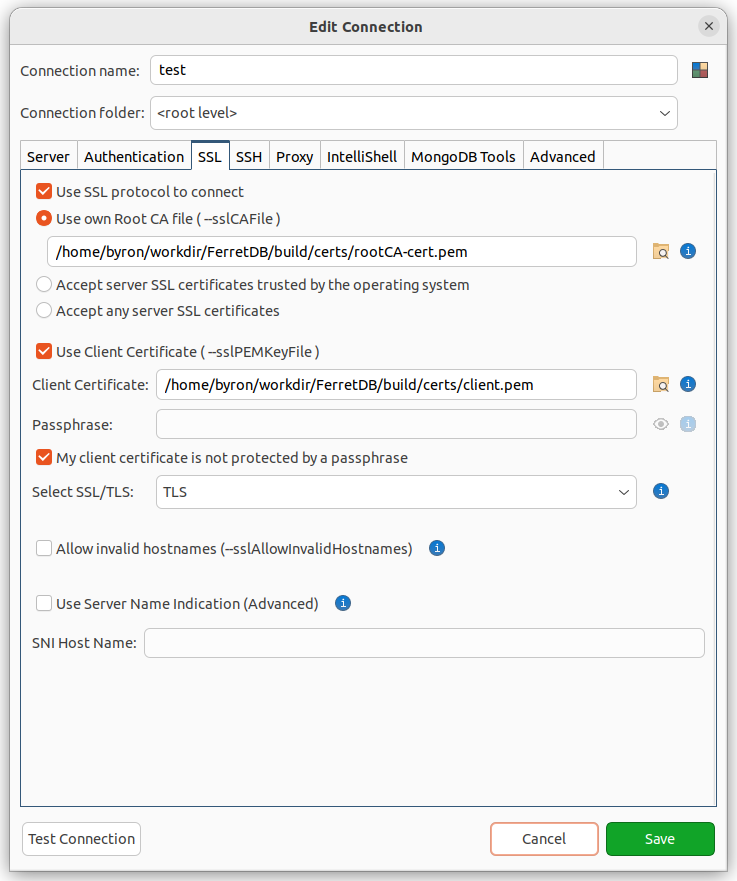 Edit Connection
Connection name: test
Connection folder: <root level>
Server Authentication SSL SSH Proxy IntelliShell MongoDB Tools Advanced
Use SSL protocol to connect
Use own Root CA file ( --sslCAFile )
/home/byron/workdir/FerretDB/build/certs/rootCA-cert.pem
Accept server SSL certificates trusted by the operating system
Accept any server SSL certificates
Use Client Certificate ( --sslPEMKeyFile )
Client Certificate: /home/byron/workdir/FerretDB/build/certs/client.pem
Passphrase:
My client certificate is not protected by a passphrase
Select SSL/TLS: TLS
Allow invalid hostnames (--sslAllowInvalidHostnames)
Use Server Name Indication (Advanced)
SNI Host Name:
Test Connection Cancel Save